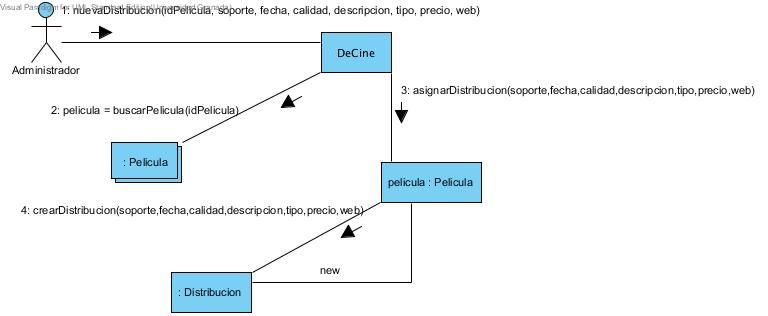 Visual Paradigm for UML Standard Edition(Universidad Granada)
1: nuevaDistribucion(idPelicula, soporte, fecha, calidad, descripcion, tipo, precio, web)
Administrador
DeCine
2: pelicula = buscarPelicula(idPelicula)
3: asignarDistribucion(soporte,fecha,calidad,descripcion,tipo,precio,web)
: Pelicula
pelicula : Pelicula
4: crearDistribucion(soporte,fecha,calidad,descripcion,tipo,precio,web)
new
: Distribucion